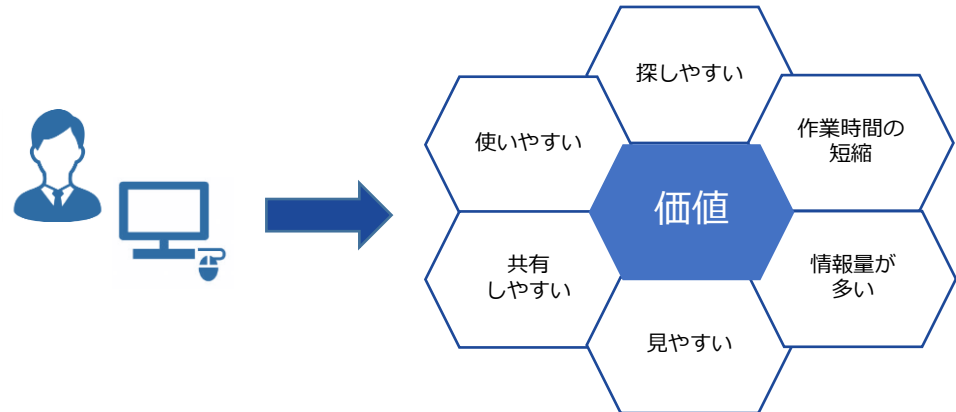 探しやすい
使いやすい
作業時間の
短縮
価値
共有
しやすい
情報量が
多い
見やすい